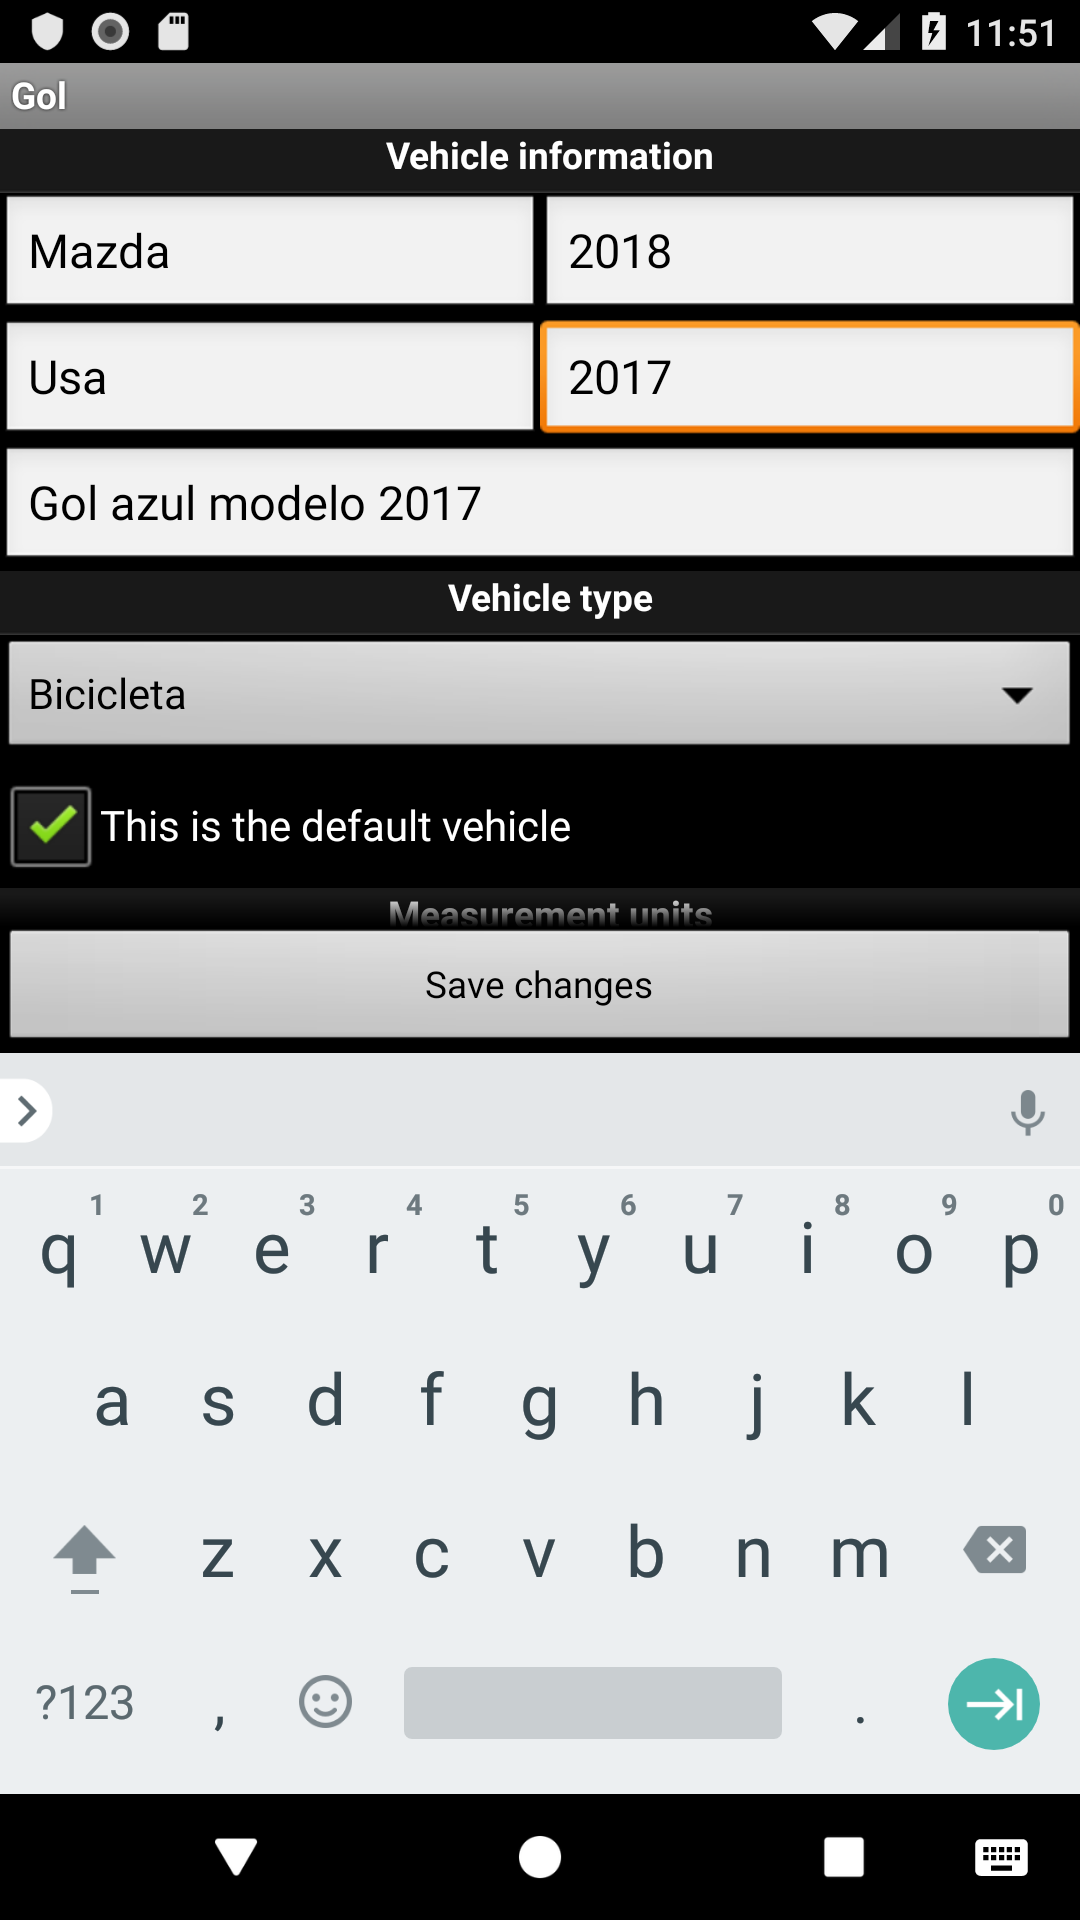 11:51
Gol
Vehicle information
Mazda 2018
Usa 2017
Gol azul modelo 2017
Vehicle type
Bicicleta
This is the default vehicle
Measurement units
Save changes
1 2 3 4 5 6 7 8 9 0
q w e r t y u i o p
a s d f g h j k l
z x c v b n m
?123 , .